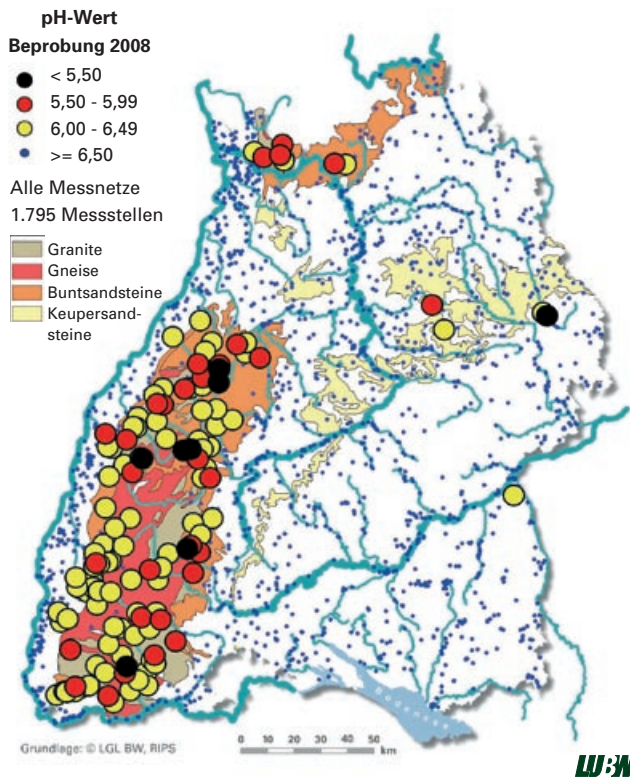 pH-Wert
Beprobung 2008
< 5,50
5,50 - 5,99
6,00 - 6,49
>= 6,50
Alle Messnetze
1.795 Messstellen
Granite
Gneise
Buntsandsteine
Keupersand-
steine
0 10 20 30 40 50
km
Grundlage: © LGL BW, RIPS
LUBW